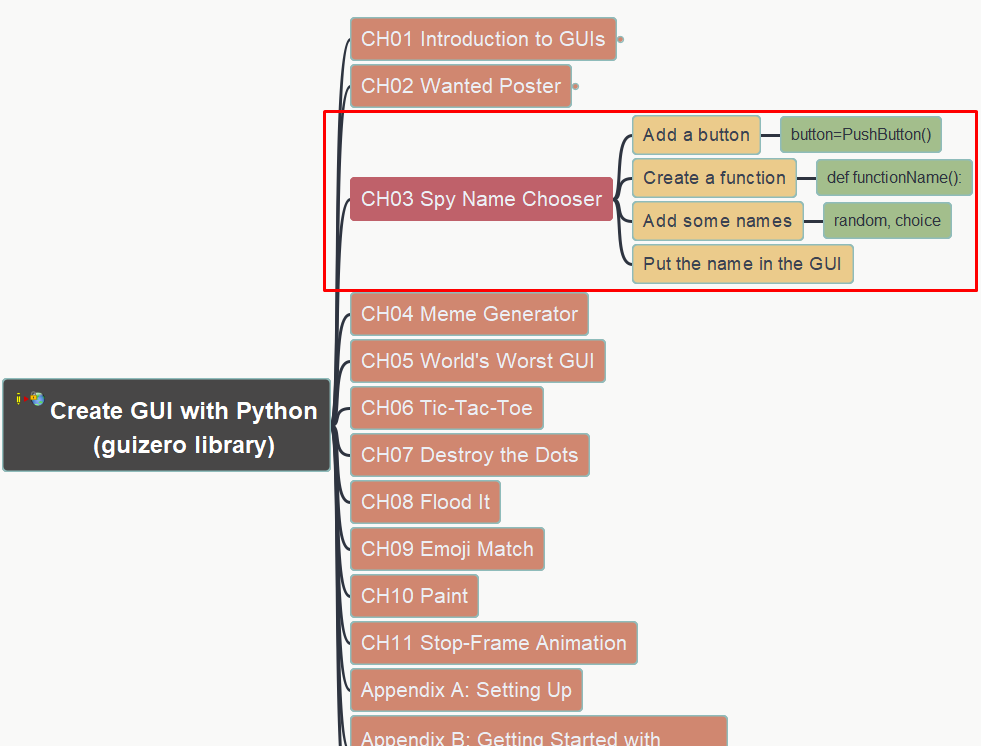 CH01 Introduction to GUIs
CH02 Wanted Poster
CH03 Spy Name Chooser
Add a button
button=PushButton()
Create a function
def functionName():
Add some names
random, choice
Put the name in the GUI
CH04 Meme Generator
CH05 World's Worst GUI
CH06 Tic-Tac-Toe
CH07 Destroy the Dots
CH08 Flood It
CH09 Emoji Match
CH10 Paint
CH11 Stop-Frame Animation
Appendix A: Setting Up
Appendix B: Getting Started with
Create GUI with Python
(guizero library)